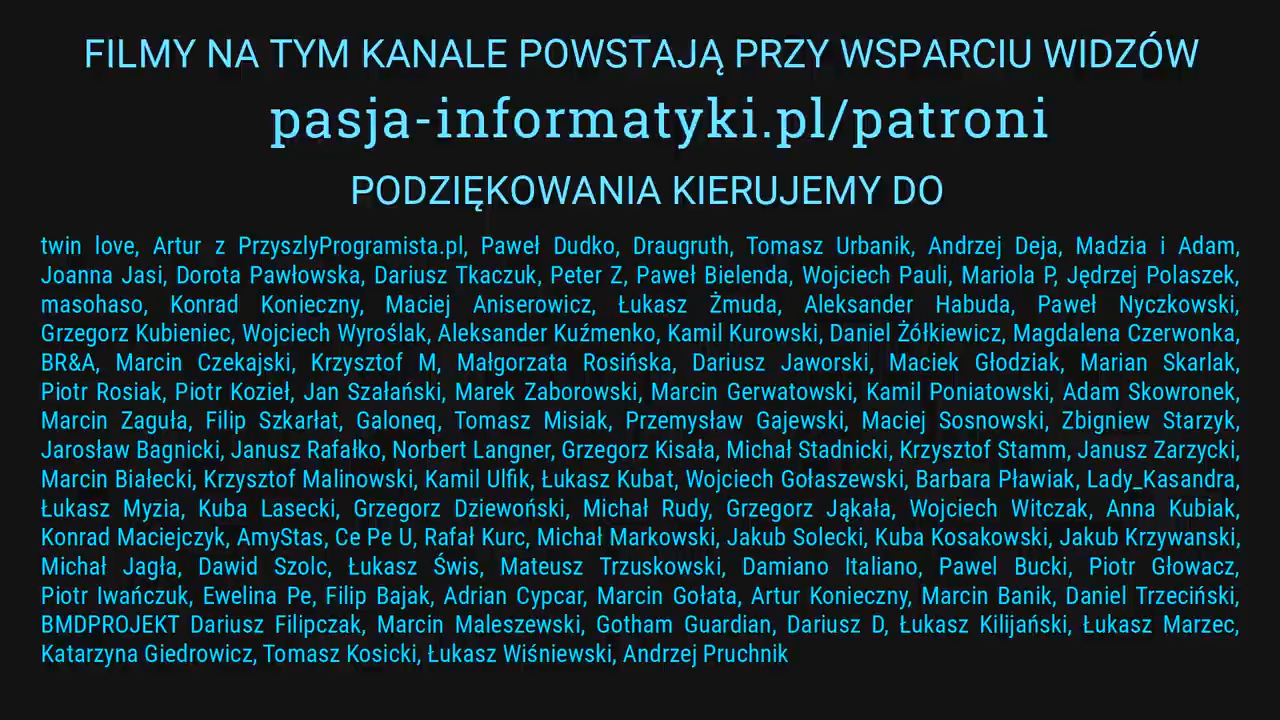 FILMY NA TYM KANALE POWSTAJĄ PRZY WSPARCIU WIDZÓW
pasja-informatyki.pl/patroni
PODZIĘKOWANIA KIERUJEMY DO
twin love, Artur z PrzyszlyProgramista.pl, Paweł Dudko, Draugruth, Tomasz Urbanik, Andrzej Deja, Madzia i Adam,
Joanna Jasi, Dorota Pawłowska, Dariusz Tkaczuk, Peter Z, Paweł Bielenda, Wojciech Pauli, Mariola P, Jędrzej Polaszek,
masohaso, Konrad Konieczny, Maciej Aniserowicz, Łukasz Żmuda, Aleksander Habuda, Paweł Nyczkowski,
Grzegorz Kubieniec, Wojciech Wyroślak, Aleksander Kuźmenko, Kamil Kurowski, Daniel Żółkiewicz, Magdalena Czerwonka,
BR&A, Marcin Czekajski, Krzysztof M, Małgorzata Rosińska, Dariusz Jaworski, Maciek Głodziak, Marian Skarlak,
Piotr Rosiak, Piotr Kozieł, Jan Szałański, Marek Zaborowski, Marcin Gerwatowski, Kamil Poniatowski, Adam Skowronek,
Marcin Zaguła, Filip Szkarłat, Galoneq, Tomasz Misiak, Przemysław Gajewski, Maciej Sosnowski, Zbigniew Starzyk,
Jarosław Bagnicki, Janusz Rafałko, Norbert Langner, Grzegorz Kisała, Michał Stadnicki, Krzysztof Stamm, Janusz Zarzycki,
Marcin Białecki, Krzysztof Malinowski, Kamil Ulfik, Łukasz Kubat, Wojciech Gołaszewski, Barbara Pławiak, Lady_Kasandra,
Łukasz Myzia, Kuba Lasecki, Grzegorz Dziewoński, Michał Rudy, Grzegorz Jąkała, Wojciech Witczak, Anna Kubiak,
Konrad Maciejczyk, AmyStas, Ce Pe U, Rafał Kurc, Michał Markowski, Jakub Solecki, Kuba Kosakowski, Jakub Krzywanski,
Michał Jagła, Dawid Szolc, Łukasz Świs, Mateusz Trzuskowski, Damiano Italiano, Pawel Bucki, Piotr Głowacz,
Piotr Iwańczuk, Ewelina Pe, Filip Bajak, Adrian Cypcar, Marcin Gołata, Artur Konieczny, Marcin Banik, Daniel Trzeciński,
BMDPROJEKT Dariusz Filipczak, Marcin Maleszewski, Gotham Guardian, Dariusz D, Łukasz Kilijański, Łukasz Marzec,
Katarzyna Giedrowicz, Tomasz Kosicki, Łukasz Wiśniewski, Andrzej Pruchnik